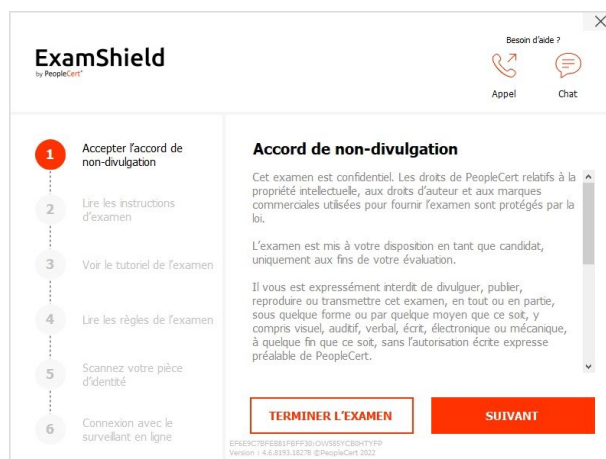 Besoin d'aide ?
ExamShield
by PeopleCert
Appel
Chat
1
Accepter l'accord de
non-divulgation
2
Lire les instructions
d'examen
3
Voir le tutoriel de l'examen
4
Lire les règles de l'examen
5
Scannez votre pièce
d'identité
6
Connexion avec le
surveillant en ligne
Accord de non-divulgation
Cet examen est confidentiel. Les droits de PeopleCert relatifs à la
propriété intellectuelle, aux droits d'auteur et aux marques
commerciales utilisées pour fournir l'examen sont protégés par la
loi.
L'examen est mis à votre disposition en tant que candidat,
uniquement aux fins de votre évaluation.
Il vous est expressément interdit de divulguer, publier,
reproduire ou transmettre cet examen, en tout ou en partie,
sous quelque forme ou par quelque moyen que ce soit, y
compris visuel, auditif, verbal, écrit, électronique ou mécanique,
à quelque fin que ce soit, sans l'autorisation écrite expresse
préalable de PeopleCert.
TERMINER L'EXAMEN
SUIVANT
Version : 4.6.8193.18278 ©PeopleCert 2022